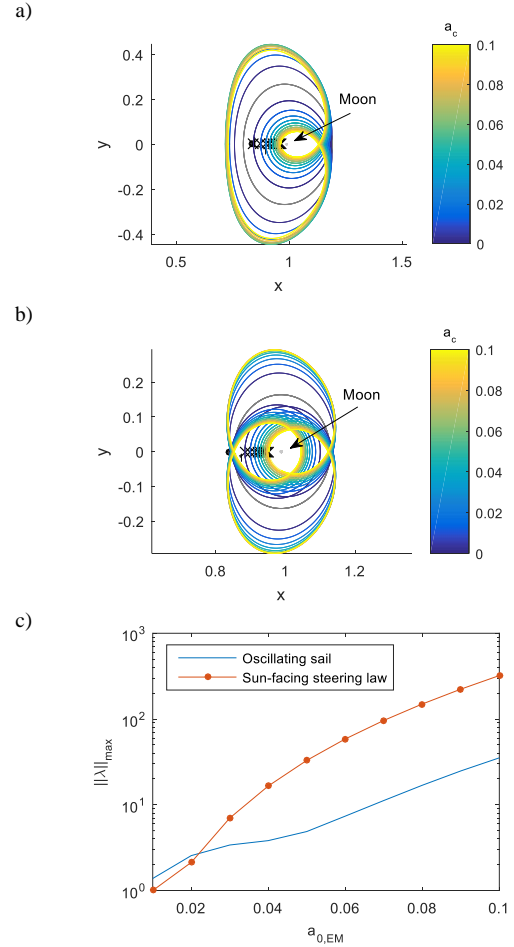 a)
a_c
0.4
0.2
0
-0.2
-0.4
y
Moon
0.5
1
1.5
x
0.1
0.08
0.06
0.04
0.02
0
b)
a_c
0.2
0.1
0
-0.1
-0.2
y
Moon
0.8
1
1.2
x
0.1
0.08
0.06
0.04
0.02
0
c)
10^3
10^2
10^1
10^0
||λ||_max
Oscillating sail
Sun-facing steering law
0.02
0.04
0.06
0.08
0.1
a_0,EM